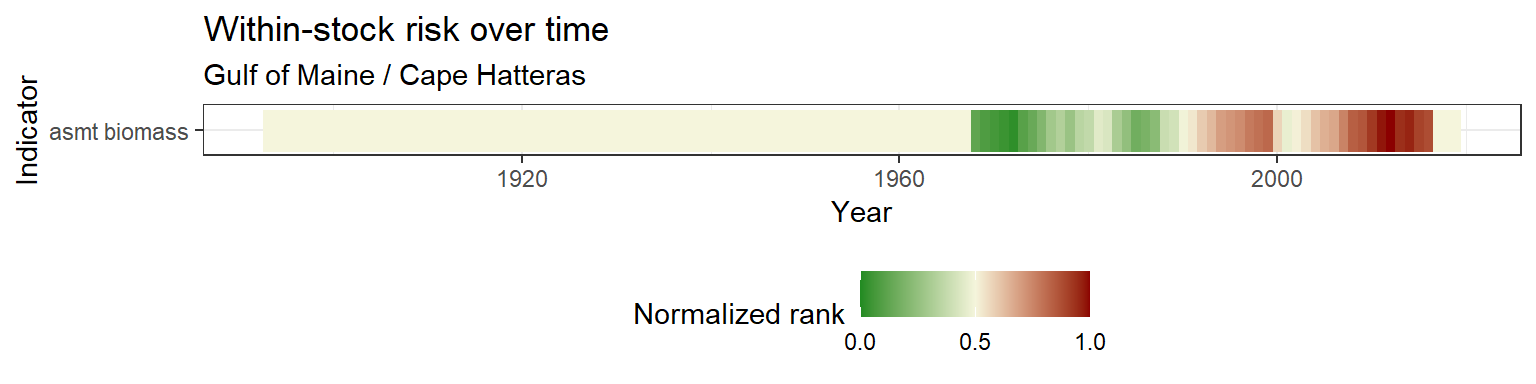 Within-stock risk over time
Gulf of Maine / Cape Hatteras
Indicator
asmt biomass
1920 1960 2000
Year
Normalized rank
0.0 0.5 1.0